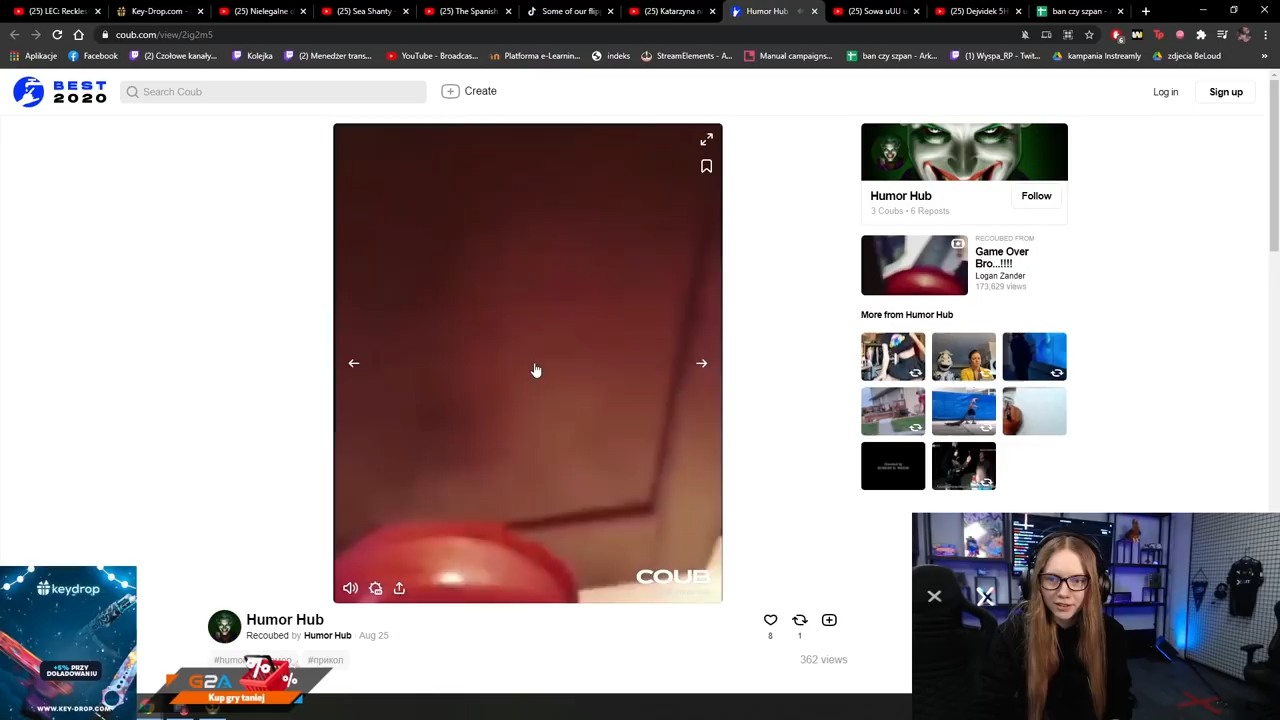 (25) LEC: Reckles
Key-Drop.com -
(25) Nielegalne c
(25) Sea Shanty -
(25) The Spanish
Some of our flip
(25) Katarzyna n
Humor Hub
(25) Sowa uUU u
(25) Dejvidek 5H
ban czy szpan - A
coub.com/view/2ig2m5
Aplikacje
Facebook
(2) Czołowe kanały...
Kolejka
(2) Menedżer trans...
YouTube - Broadcas...
Platforma e-Learnin...
indeks
StreamElements - A...
Manual campaigns...
ban czy szpan - Ark...
(1) Wyspa_RP - Twit...
kampania Instreamly
zdjecia BeLoud
»
BEST
2020
Search Coub
Create
Log in
Sign up
Humor Hub
Follow
3 Coubs • 6 Reposts
RECOUBED FROM
Game Over
Bro...!!!!
Logan Zander
173,629 views
More from Humor Hub
COUB
Humor Hub
Recoubed by Humor Hub · Aug 25
8
1
#прикол
362 views
keydrop
+5% PRZY
DOŁADOWANIU
WWW.KEY-DROP.COM
G2A
%
%
Kup gry taniej